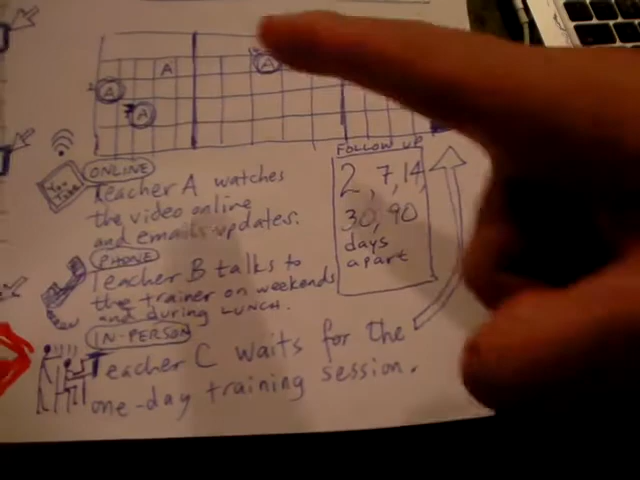 A
A
A
A
FOLLOW UP
2, 7, 14,
30, 90
days
apart
You
Tube
ONLINE
Teacher A watches
the video online
and emails updates.
PHONE
Teacher B talks to
the trainer on weekends
and during LUNCH.
IN-PERSON
Teacher C waits for the
one-day training session.